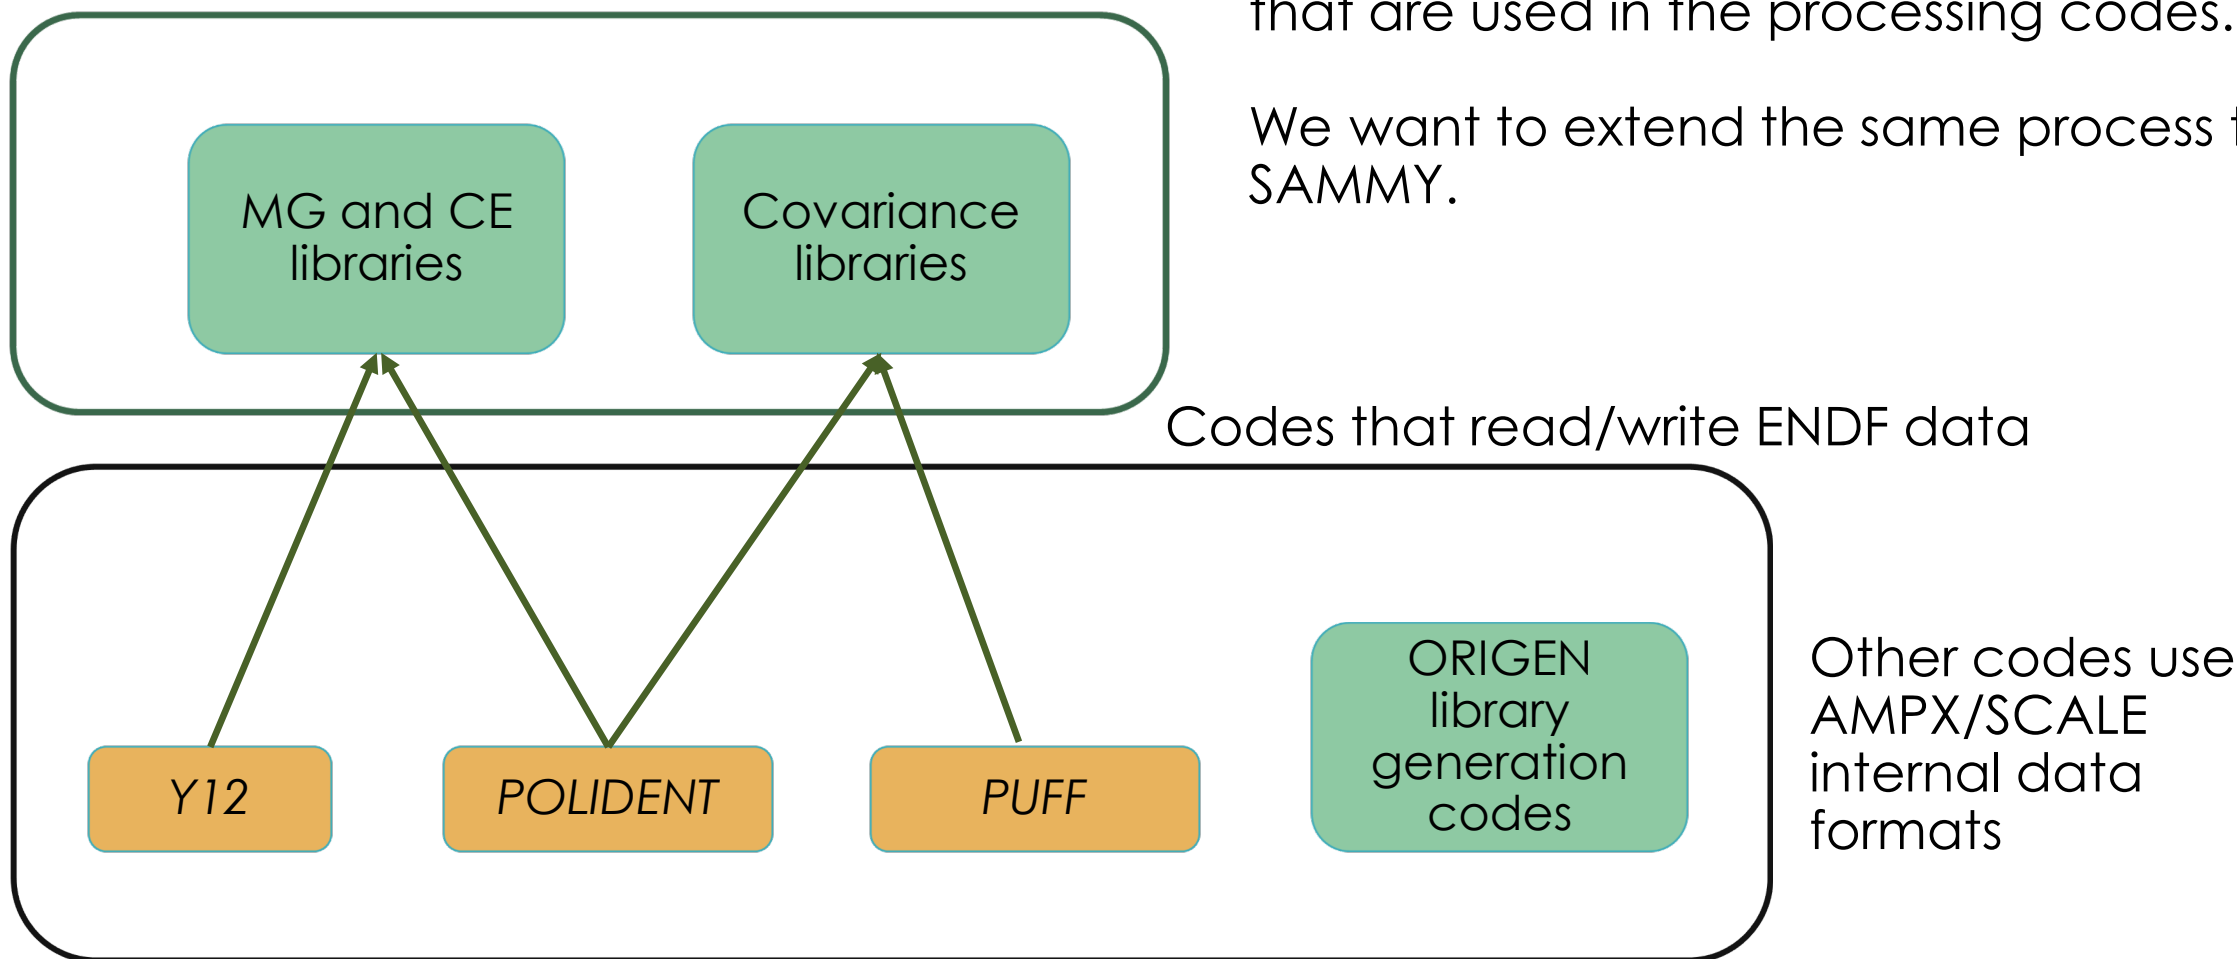 that are used in the processing codes.
We want to extend the same process
SAMMY.
MG and CE
libraries
Covariance
libraries
Codes that read/write ENDF data
ORIGEN
library
generation
codes
Other codes use
AMPX/SCALE
internal data
formats
Y12
POLIDENT
PUFF